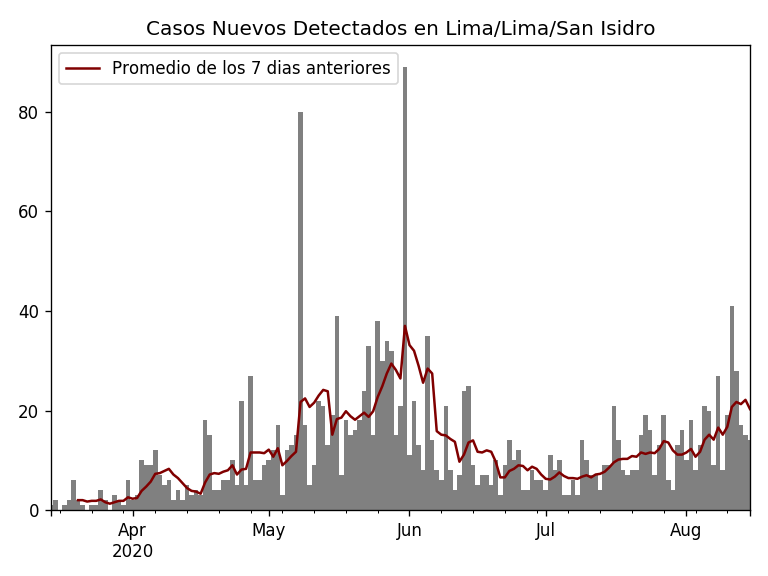 Casos Nuevos Detectados en Lima/Lima/San Isidro
Promedio de los 7 dias anteriores
80
60
40
20
0
Apr May Jun Jul Aug
2020